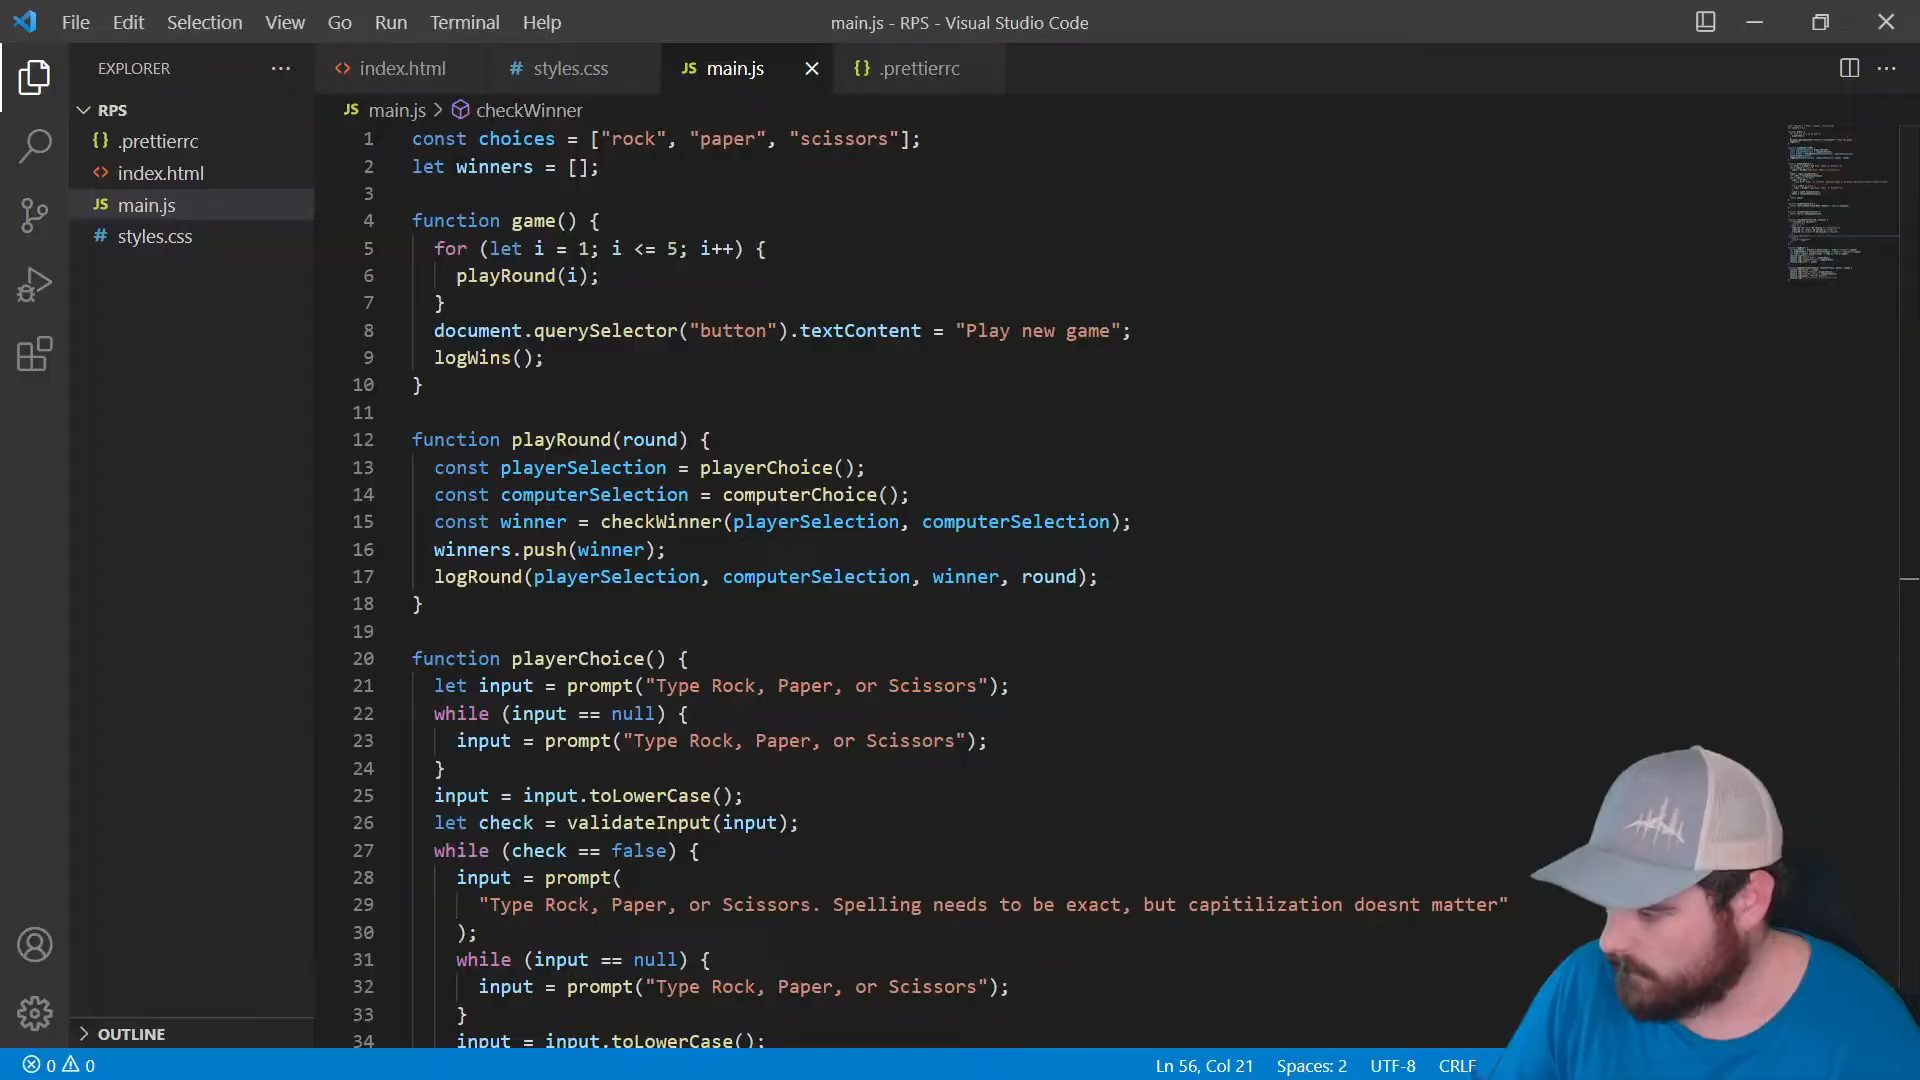 File Edit Selection View Go Run Terminal Help main.js - RPS - Visual Studio Code
EXPLORER
index.html
styles.css
main.js
.prettierrc
RPS
.prettierrc
index.html
main.js
styles.css
OUTLINE
main.js > checkWinner
1 const choices = ["rock", "paper", "scissors"];
2 let winners = [];
3
4 function game() {
5 for (let i = 1; i <= 5; i++) {
6 playRound(i);
7 }
8 document.querySelector("button").textContent = "Play new game";
9 logWins();
10 }
11
12 function playRound(round) {
13 const playerSelection = playerChoice();
14 const computerSelection = computerChoice();
15 const winner = checkWinner(playerSelection, computerSelection);
16 winners.push(winner);
17 logRound(playerSelection, computerSelection, winner, round);
18 }
19
20 function playerChoice() {
21 let input = prompt("Type Rock, Paper, or Scissors");
22 while (input == null) {
23 input = prompt("Type Rock, Paper, or Scissors");
24 }
25 input = input.toLowerCase();
26 let check = validateInput(input);
27 while (check == false) {
28 input = prompt(
29 "Type Rock, Paper, or Scissors. Spelling needs to be exact, but capitilization doesnt matter"
30 );
31 while (input == null) {
32 input = prompt("Type Rock, Paper, or Scissors");
33 }
34 input = input.toLowerCase();
0 0 Ln 56, Col 21 Spaces: 2 UTF-8 CRLF